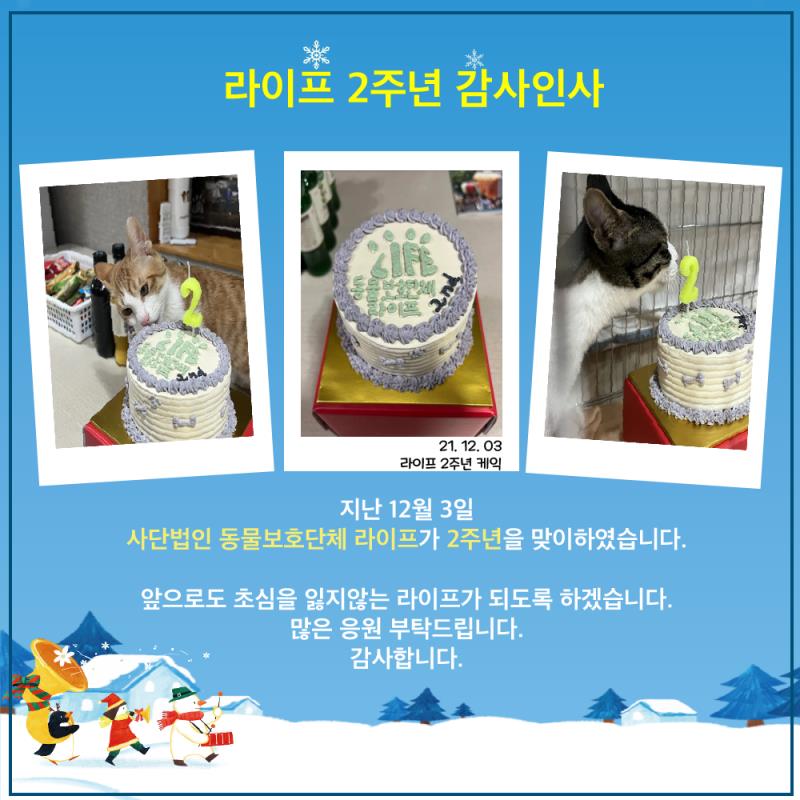 라이프 2주년 감사인사
2
LIFE
동물보호단체
라이프
2nd
2
2nd
21. 12. 03
라이프 2주년 케익
지난 12월 3일
사단법인 동물보호단체 라이프가 2주년을 맞이하였습니다.
앞으로도 초심을 잃지않는 라이프가 되도록 하겠습니다.
많은 응원 부탁드립니다.
감사합니다.